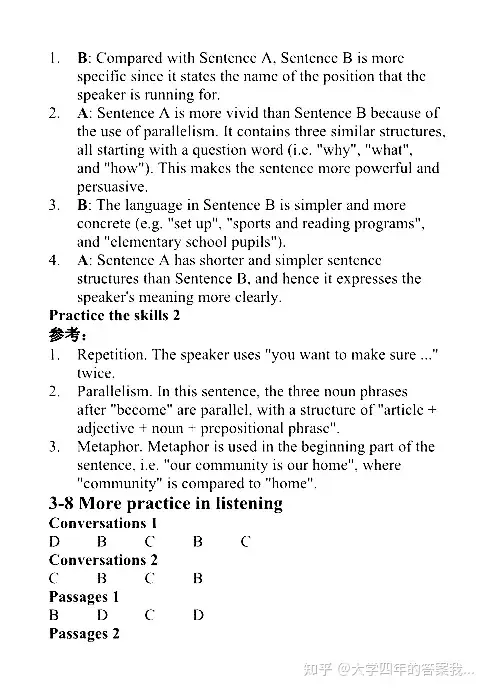 1. B: Compared with Sentence A, Sentence B is more
specific since it states the name of the position that the
speaker is running for.
2. A: Sentence A is more vivid than Sentence B because of
the use of parallelism. It contains three similar structures,
all starting with a question word (i.e. "why", "what",
and "how"). This makes the sentence more powerful and
persuasive.
3. B: The language in Sentence B is simpler and more
concrete (e.g. "set up", "sports and reading programs",
and "elementary school pupils").
4. A: Sentence A has shorter and simpler sentence
structures than Sentence B, and hence it expresses the
speaker's meaning more clearly.
Practice the skills 2
参考：
1. Repetition. The speaker uses "you want to make sure ..."
twice.
2. Parallelism. In this sentence, the three noun phrases
after "become" are parallel, with a structure of "article +
adjective + noun + prepositional phrase".
3. Metaphor. Metaphor is used in the beginning part of the
sentence, i.e. "our community is our home", where
"community" is compared to "home".
3-8 More practice in listening
Conversations 1
D B C B C
Conversations 2
C B C B
Passages 1
B D C D
Passages 2
知乎 @大学四年的答案我...